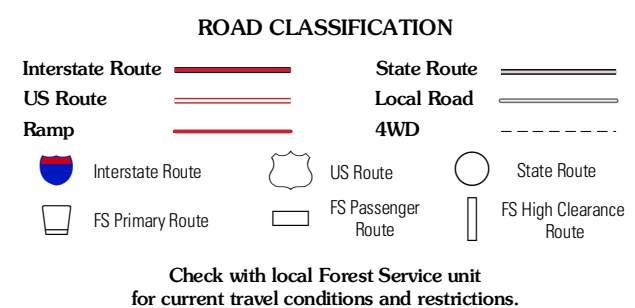 ROAD CLASSIFICATION
Interstate Route
State Route
US Route
Local Road
Ramp
4WD
Interstate Route
US Route
State Route
FS Primary Route
FS Passenger
Route
FS High Clearance
Route
Check with local Forest Service unit
for current travel conditions and restrictions.